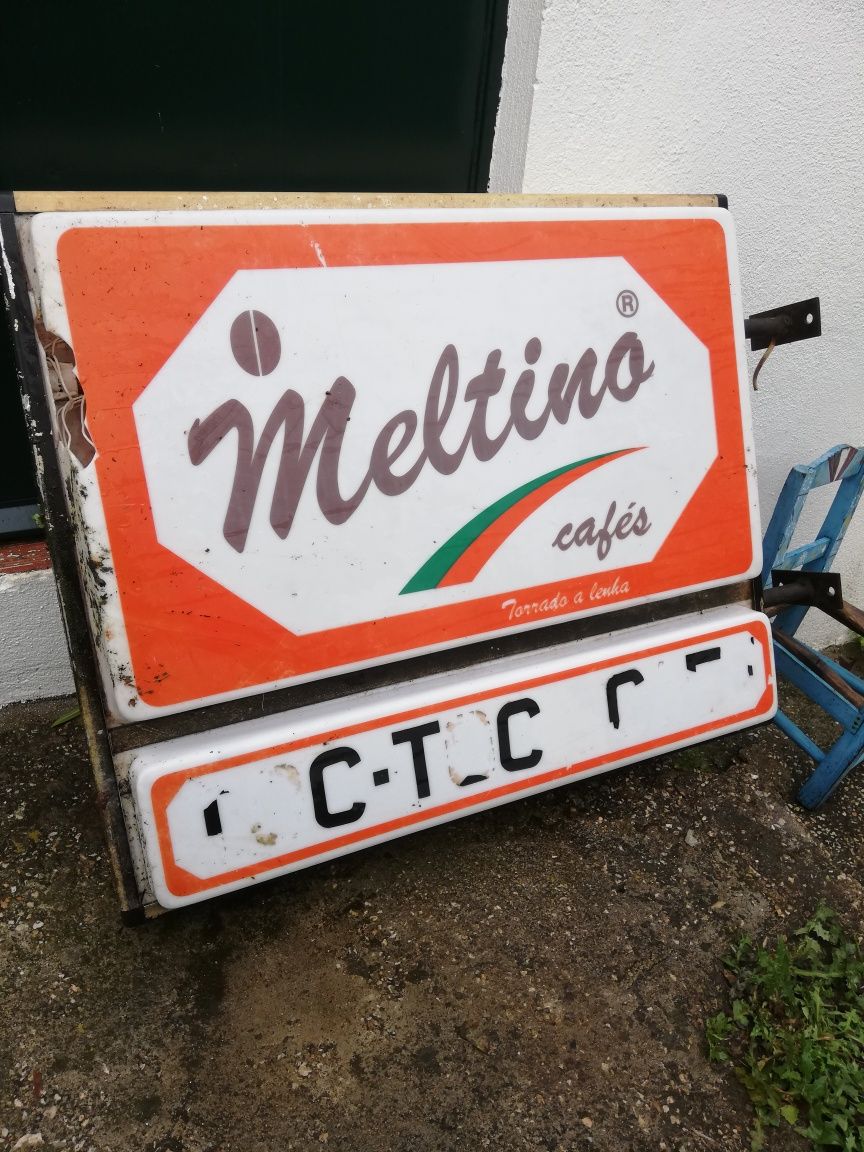 Meltino®
cafés
Torrado a lenha